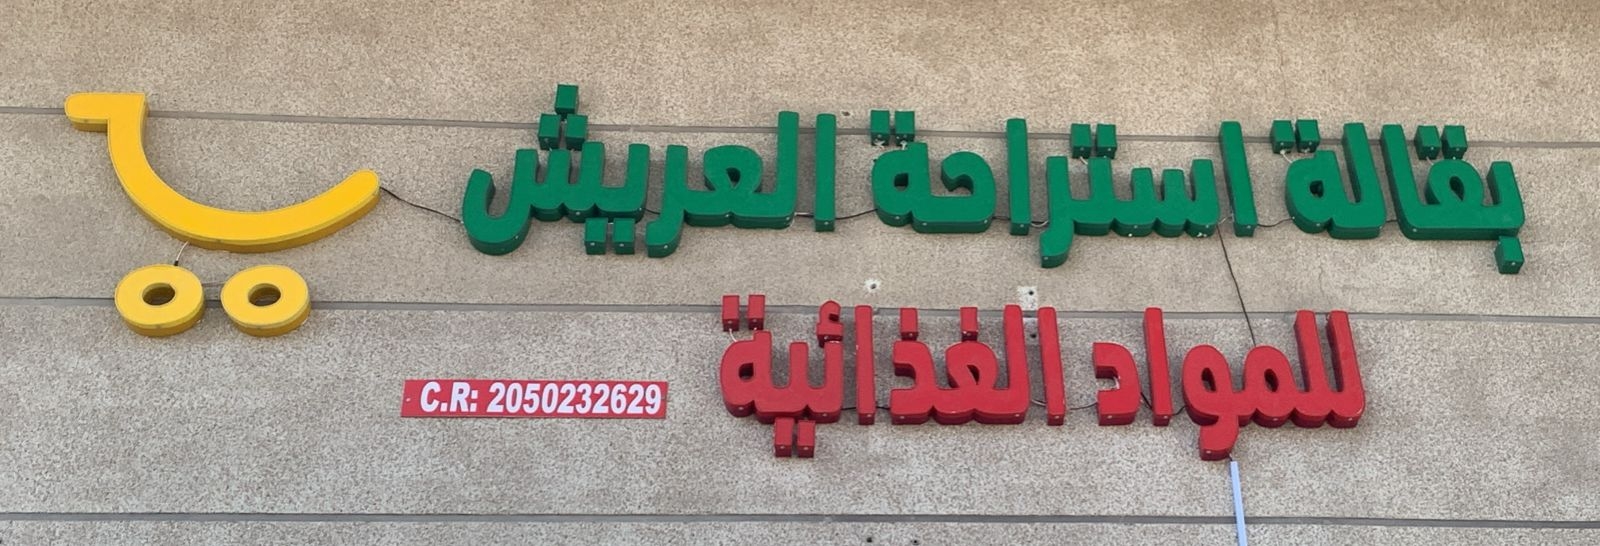 بقالة استراحة العريش
للمواد الغذائية
C.R: 2050232629